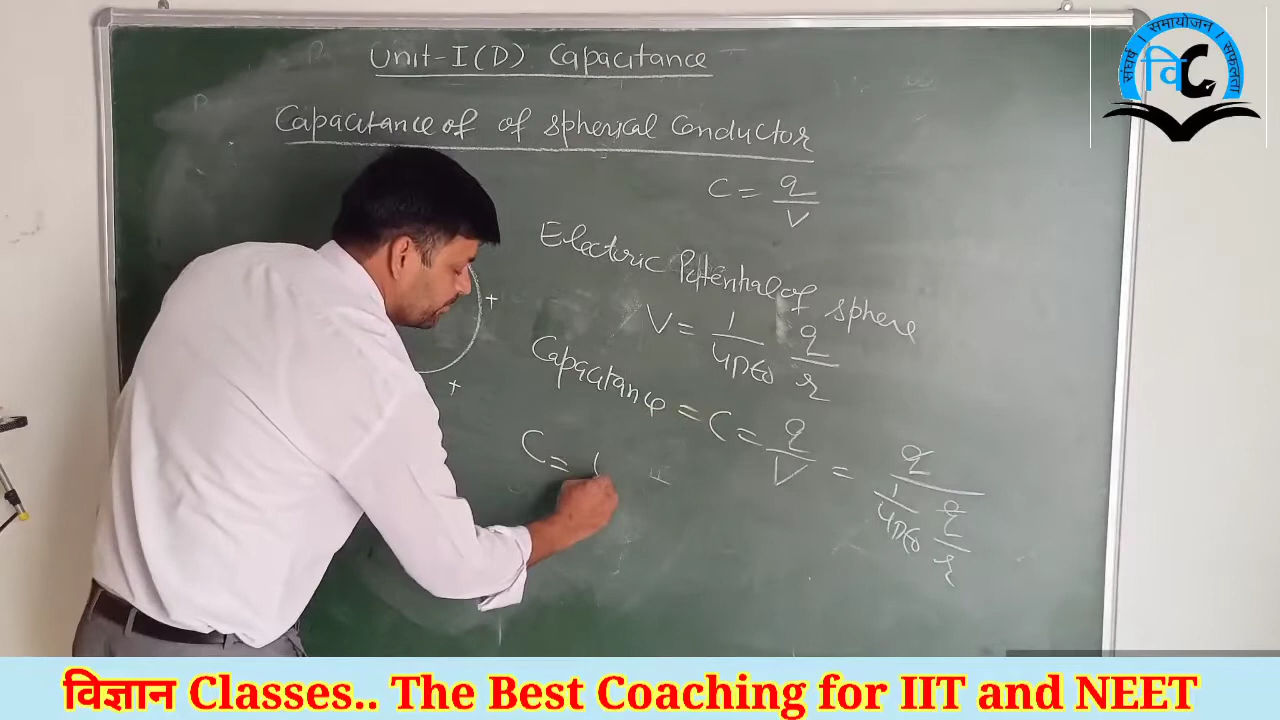 Unit-I(D) Capacitance
Capacitance of of spherical conductor
C = q/V
Electric Potential of sphere
V = 1/4πε₀ q/r
Capacitance = C = q/V = q / (1/4πε₀ q/r)
C =
संघर्ष । समायोजन । सफलता
वि C
विज्ञान Classes.. The Best Coaching for IIT and NEET